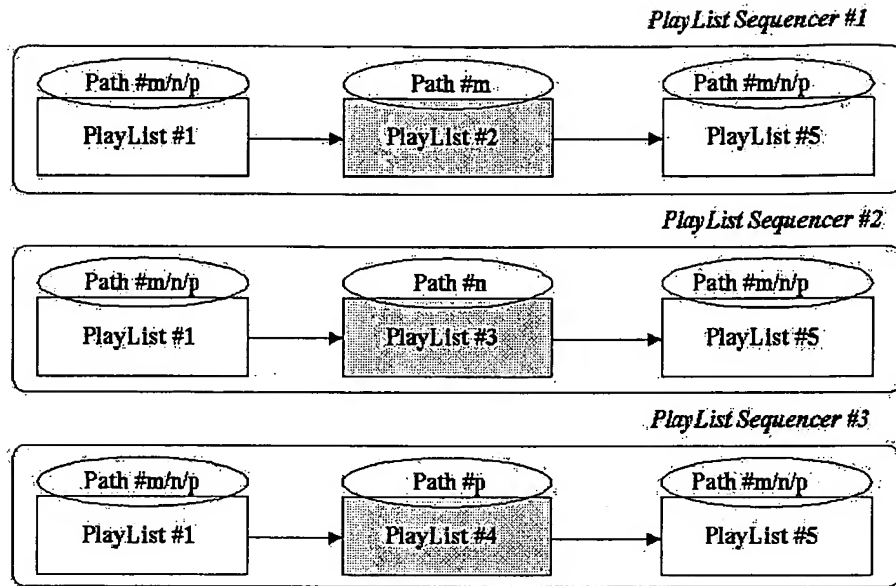 PlayList Sequencer #1
Path #m/n/p
Path #m
Path #m/n/p
PlayList #1
PlayList #2
PlayList #5
PlayList Sequencer #2
Path #m/n/p
Path #n
Path #m/n/p
PlayList #1
PlayList #3
PlayList #5
PlayList Sequencer #3
Path #m/n/p
Path #p
Path #m/n/p
PlayList #1
PlayList #4
PlayList #5